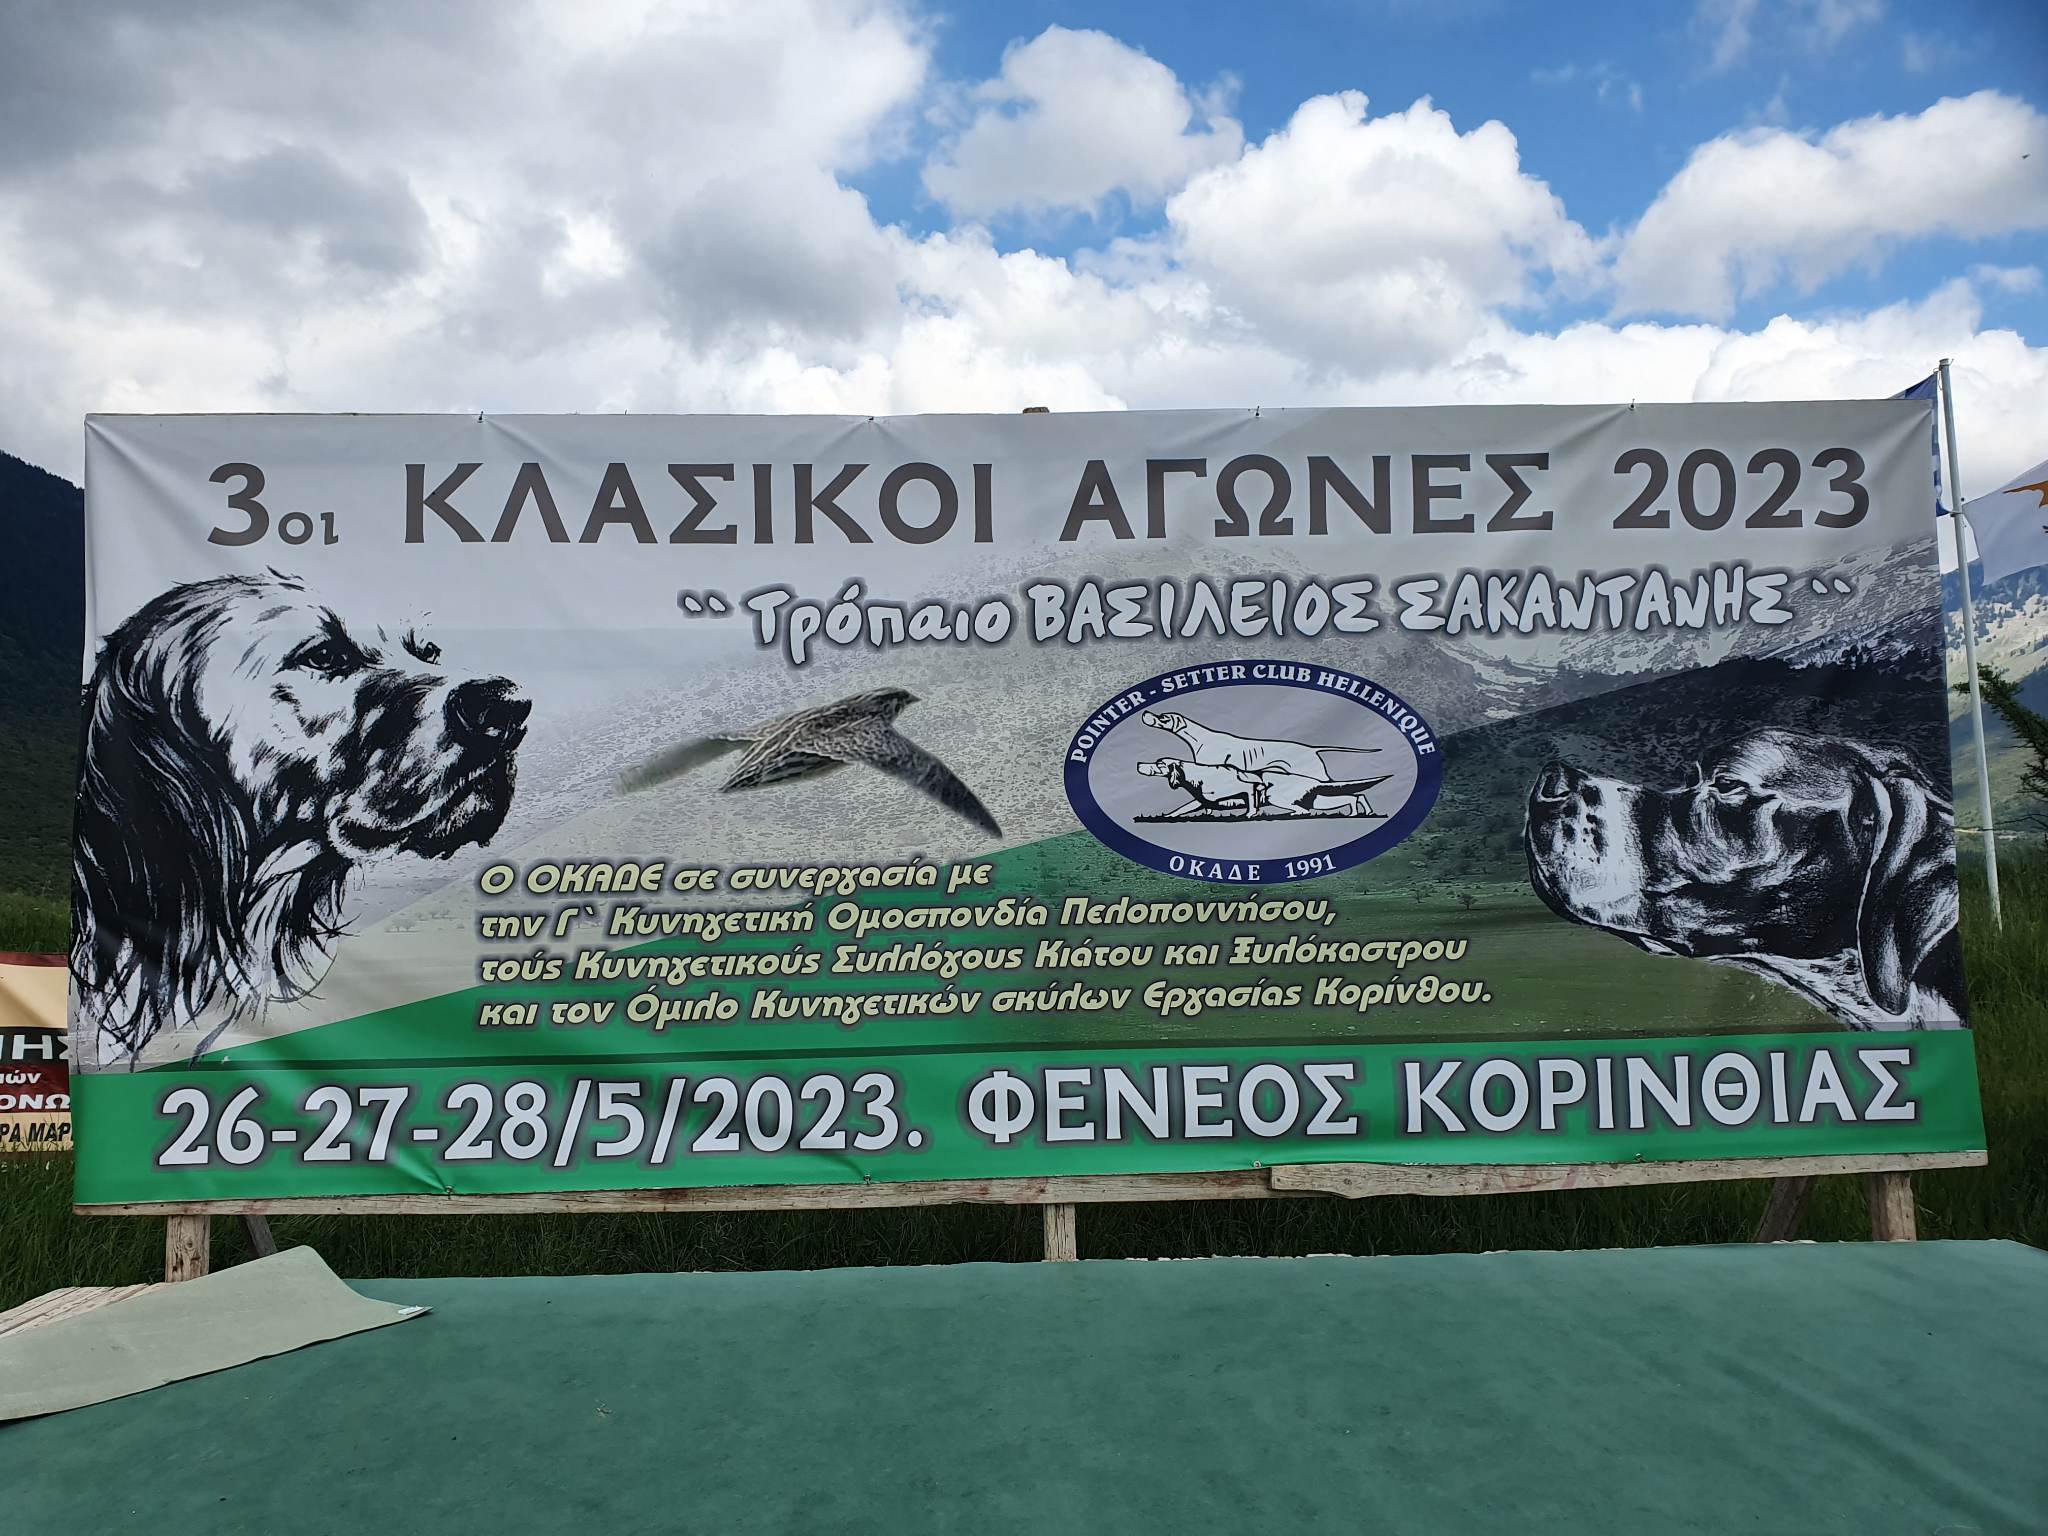 3οι ΚΛΑΣΙΚΟΙ ΑΓΩΝΕΣ 2023
`` Τρόπαιο ΒΑΣΙΛΕΙΟΣ ΣΑΚΑΝΤΑΝΗΣ ``
POINTER - SETTER CLUB HELLENIQUE
ΟΚΑΔΕ 1991
Ο ΟΚΑΔΕ σε συνεργασία με
την Γ` Κυνηγετική Ομοσπονδία Πελοποννήσου,
τούς Κυνηγετικούς Συλλόγους Κιάτου και Ξυλόκαστρου
και τον Όμιλο Κυνηγετικών σκύλων Εργασίας Κορίνθου.
26-27-28/5/2023. ΦΕΝΕΟΣ ΚΟΡΙΝΘΙΑΣ